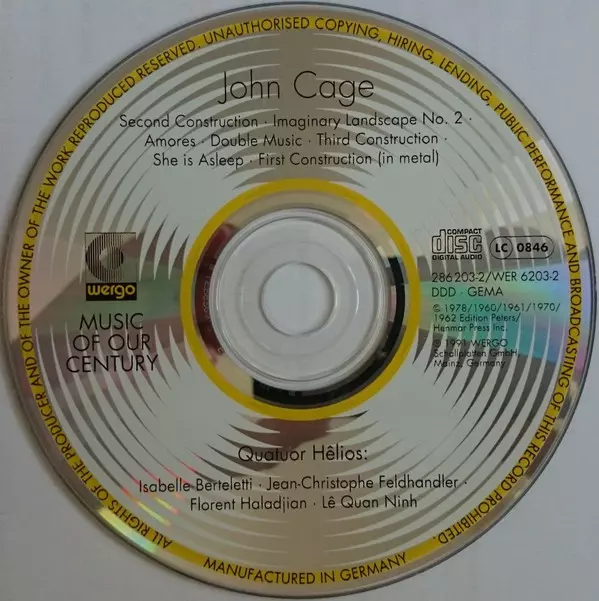 ALL RIGHTS OF THE PRODUCER AND OF THE OWNER OF THE WORK REPRODUCED RESERVED. UNAUTHORISED COPYING, HIRING, LENDING, PUBLIC PERFORMANCE AND BROADCASTING OF THIS RECORD PROHIBITED.
John Cage
Second Construction · Imaginary Landscape No. 2 ·
Amores · Double Music · Third Construction ·
She is Asleep · First Construction (in metal)
wergo
MUSIC
OF OUR
CENTURY
COMPACT
disc
DIGITAL AUDIO
LC 0846
286 203-2/WER 6203-2
DDD · GEMA
℗ 1978/1960/1961/1970/
1962 Edition Peters/
Henmar Press Inc.
℗ 1991 WERGO
Schallplatten GmbH,
Mainz, Germany
Quatuor Hêlios:
Isabelle Berteletti · Jean-Christophe Feldhandler ·
Florent Haladjian · Lê Quan Ninh
MANUFACTURED IN GERMANY